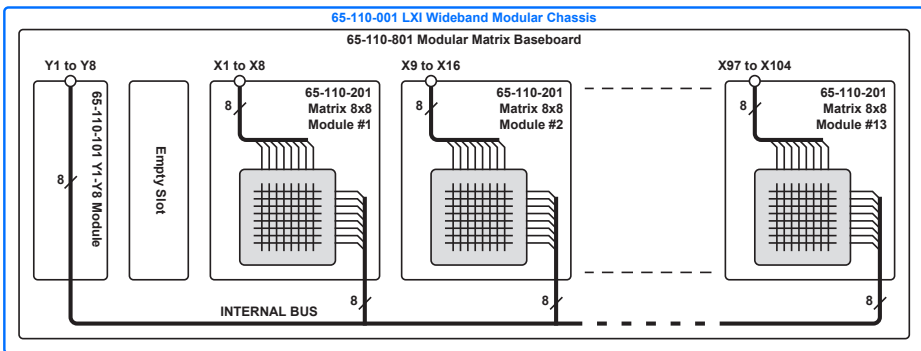 65-110-001 LXI Wideband Modular Chassis
65-110-801 Modular Matrix Baseboard
Y1 to Y8
X1 to X8
X9 to X16
X97 to X104
65-110-101 Y1-Y8 Module
8
Empty Slot
65-110-201
Matrix 8x8
Module #1
8
8
65-110-201
Matrix 8x8
Module #2
8
8
65-110-201
Matrix 8x8
Module #13
8
8
INTERNAL BUS